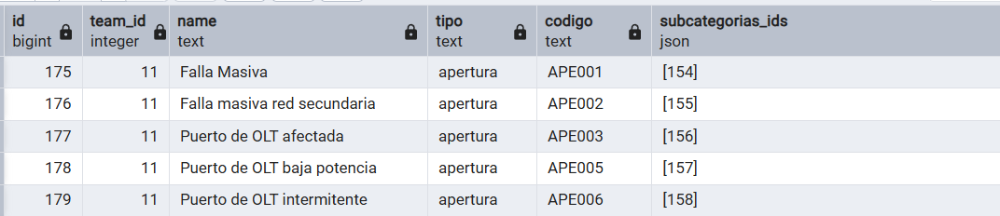 id team_id name tipo codigo subcategorias_ids
bigint integer text text text json
175 11 Falla Masiva apertura APE001 [154]
176 11 Falla masiva red secundaria apertura APE002 [155]
177 11 Puerto de OLT afectada apertura APE003 [156]
178 11 Puerto de OLT baja potencia apertura APE005 [157]
179 11 Puerto de OLT intermitente apertura APE006 [158]